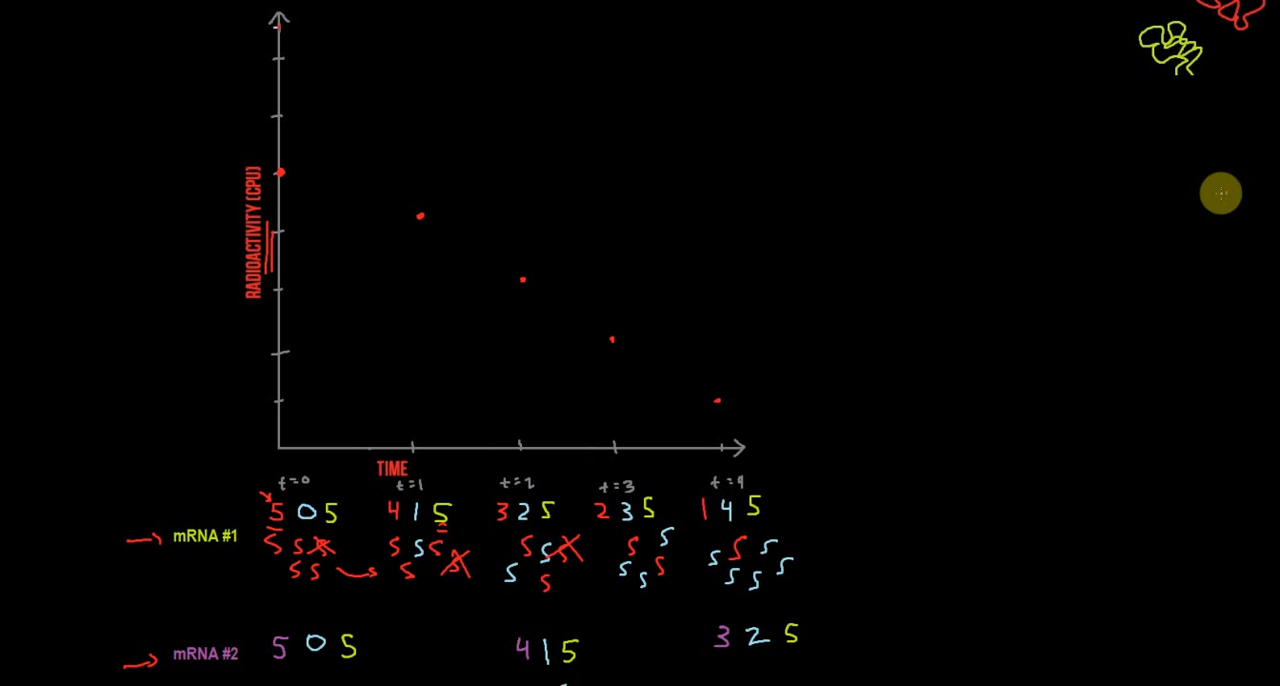 RADIOACTIVITY (CPU)
TIME
t=0 t=1 t=2 t=3 t=4
5 0 5 4 1 5 3 2 5 2 3 5 1 4 5
mRNA #1
mRNA #2 5 0 5 4 1 5 3 2 5